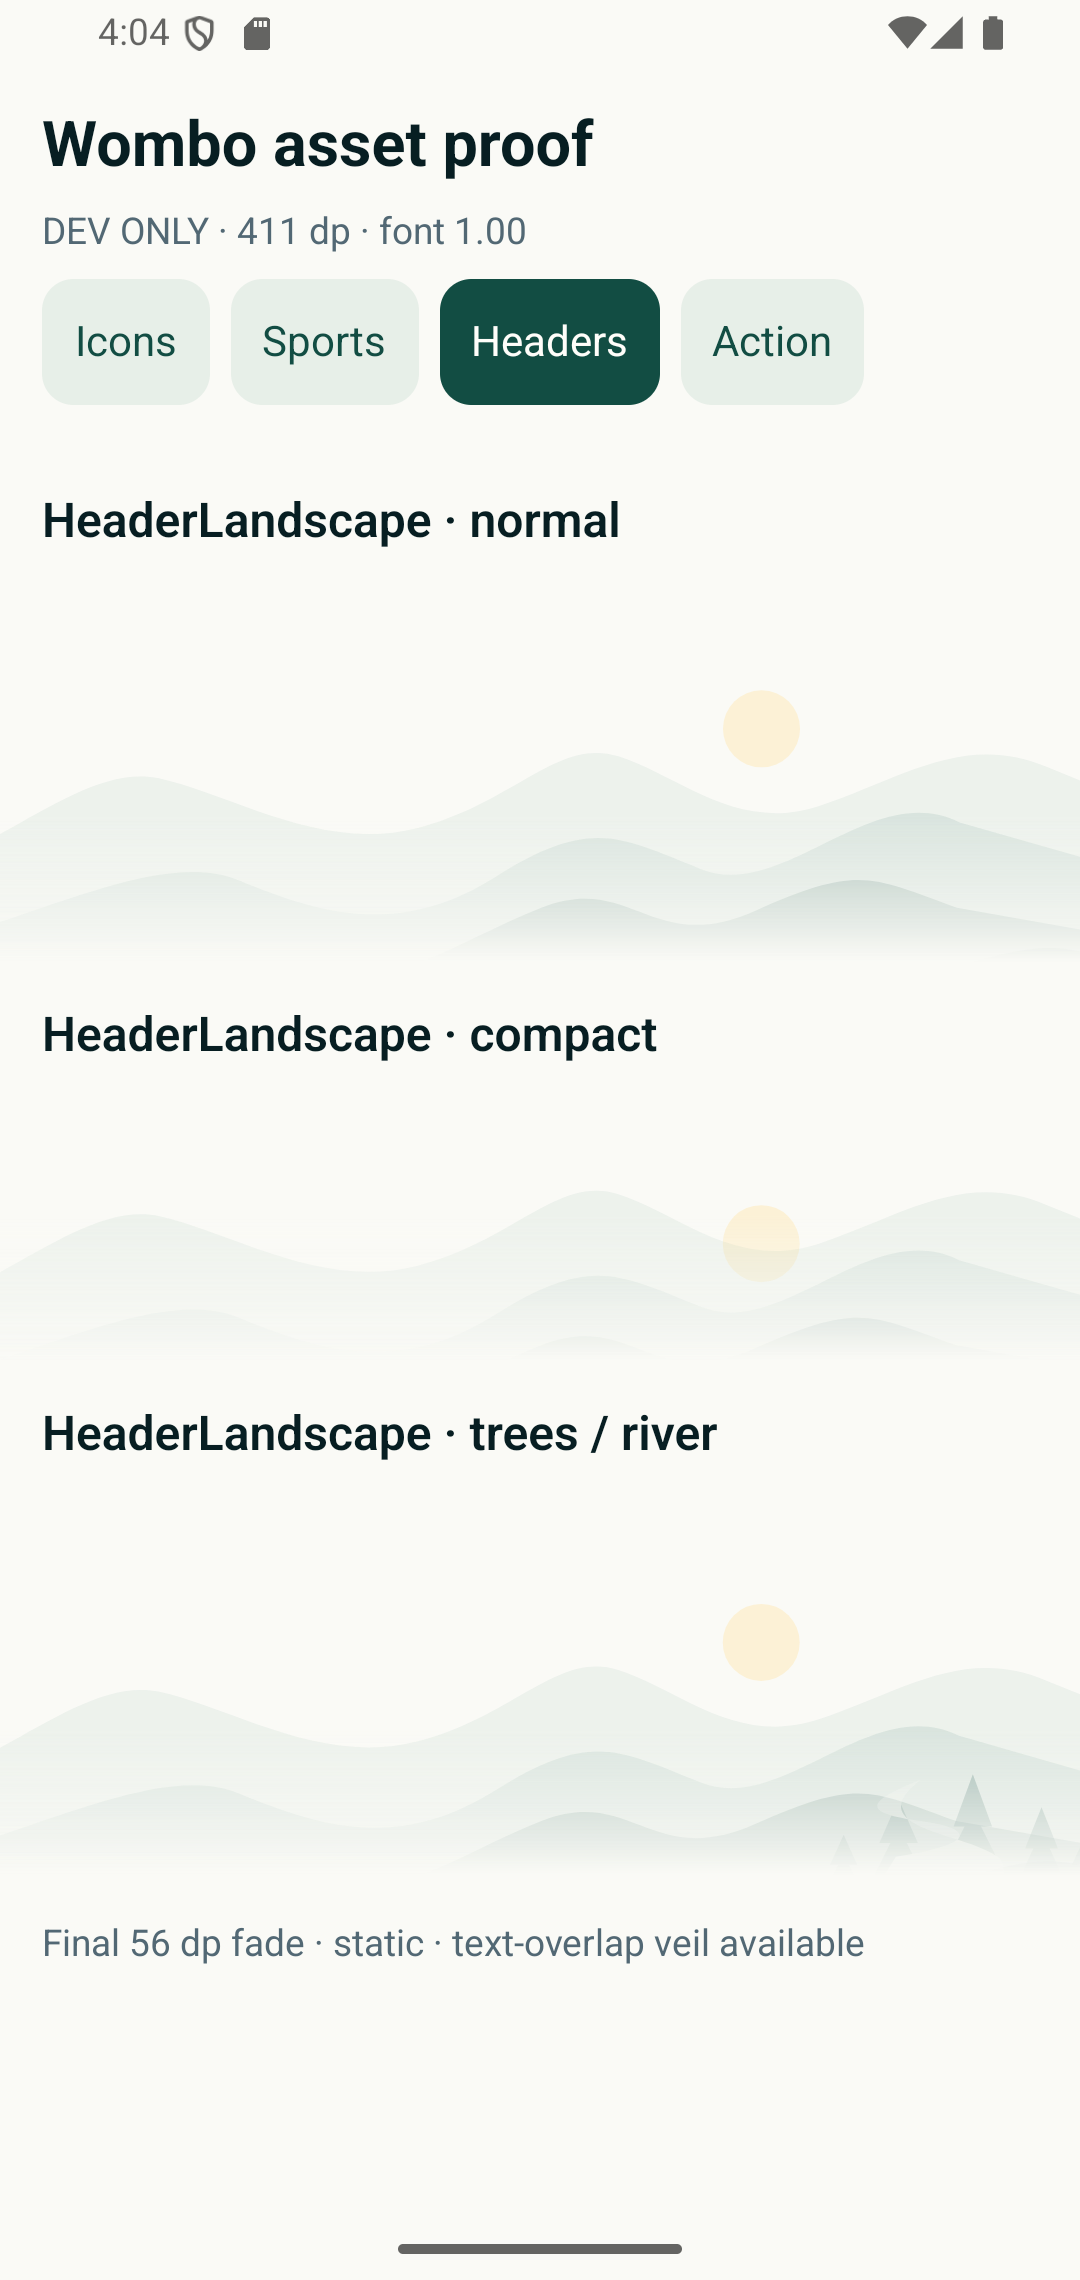 4:04
Wombo asset proof
DEV ONLY · 411 dp · font 1.00
Icons
Sports
Headers
Action
HeaderLandscape · normal
HeaderLandscape · compact
HeaderLandscape · trees / river
Final 56 dp fade · static · text-overlap veil available